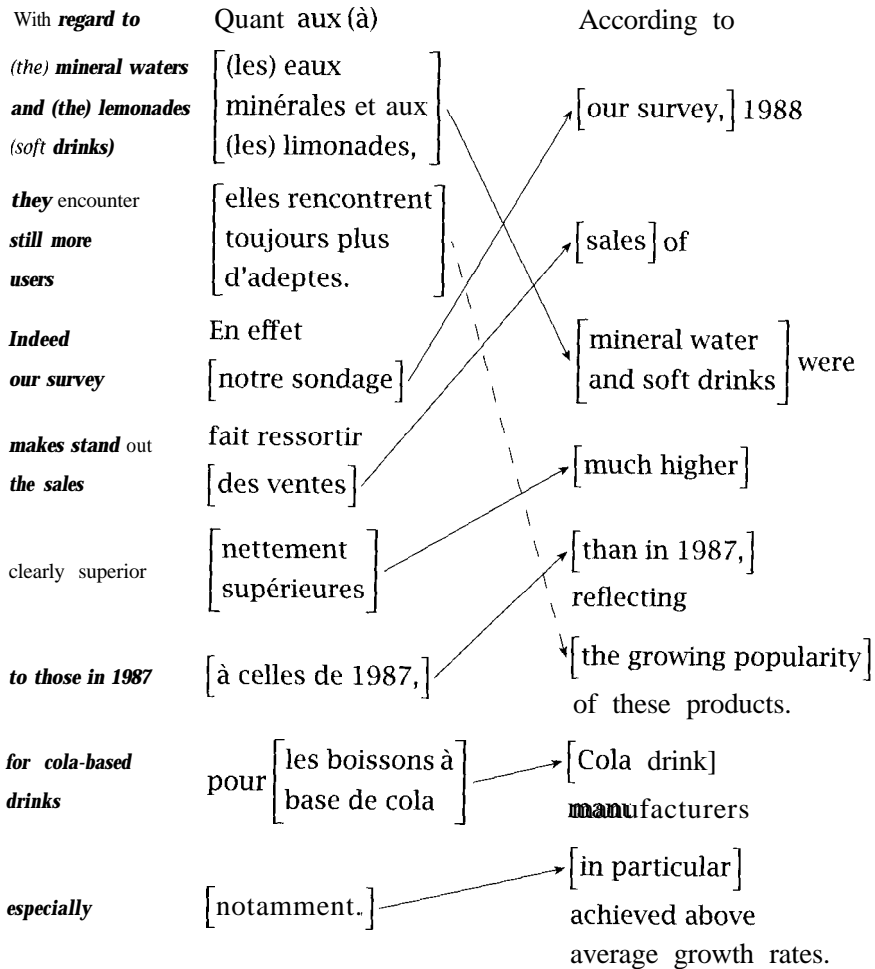 With regard to
(the) mineral waters
and (the) lemonades
(soft drinks)
they encounter
still more
users
Indeed
our survey
makes stand out
the sales
clearly superior
to those in 1987
for cola-based
drinks
especially
Quant aux (à)
[(les) eaux
minérales et aux
(les) limonades,]
[elles rencontrent
toujours plus
d'adeptes.]
En effet
[notre sondage]
fait ressortir
[des ventes]
[nettement
supérieures]
[à celles de 1987,]
pour [les boissons à
base de cola]
[notamment.]
According to
[our survey,] 1988
[sales] of
[mineral water
and soft drinks] were
[much higher]
[than in 1987,]
reflecting
[the growing popularity]
of these products.
[Cola drink]
manufacturers
[in particular]
achieved above
average growth rates.